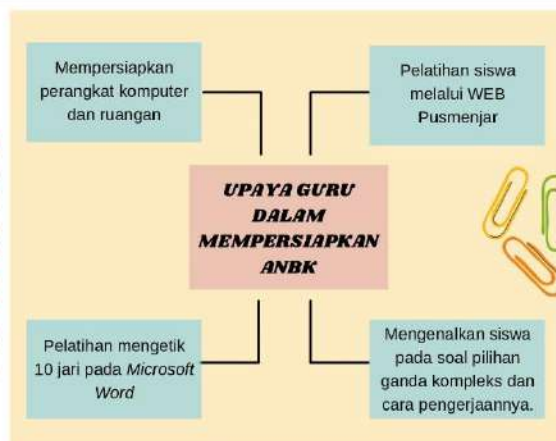 Mempersiapkan
perangkat komputer
dan ruangan
Pelatihan siswa
melalui WEB
Pusmenjar
UPAYA GURU
DALAM
MEMPERSIAPKAN
ANBK
Pelatihan mengetik
10 jari pada Microsoft
Word
Mengenalkan siswa
pada soal pilihan
ganda kompleks dan
cara pengerjaannya.